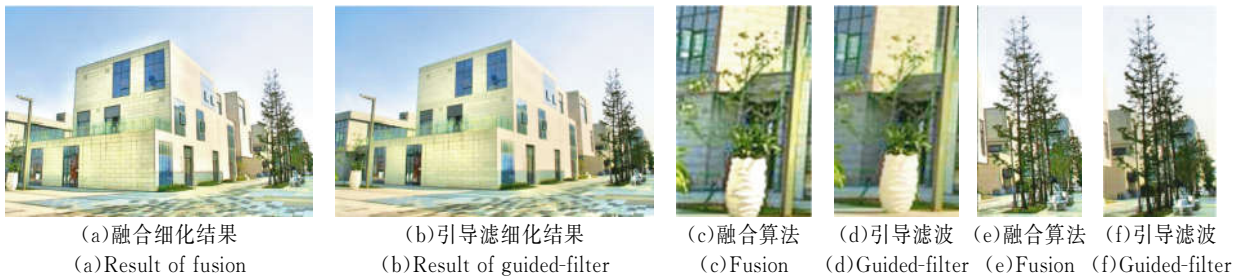 (a)融合细化结果 (b)引导滤细化结果 (c)融合算法 (d)引导滤波 (e)融合算法 (f)引导滤波
(a)Result of fusion (b)Result of guided-filter (c)Fusion (d)Guided-filter (e)Fusion (f)Guided-filter